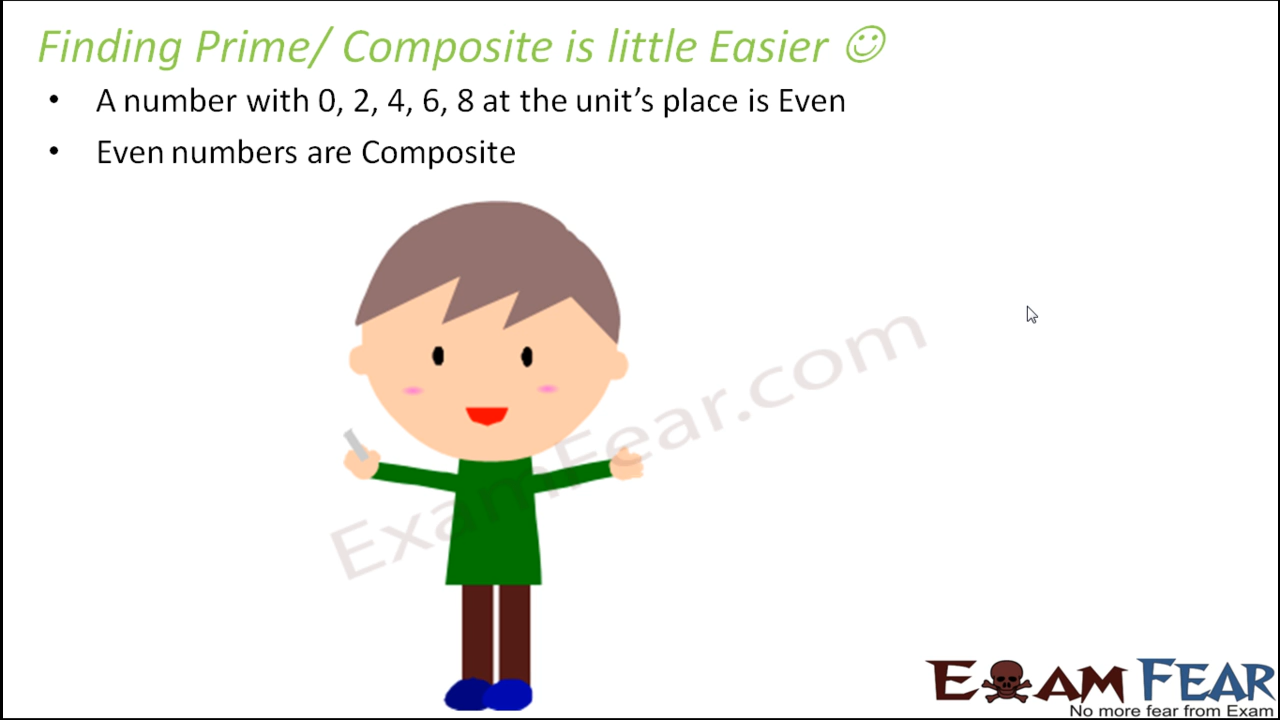 Finding Prime/ Composite is little Easier ☺
• A number with 0, 2, 4, 6, 8 at the unit's place is Even
• Even numbers are Composite
ExamFear.com
EXAM FEAR
No more fear from Exam